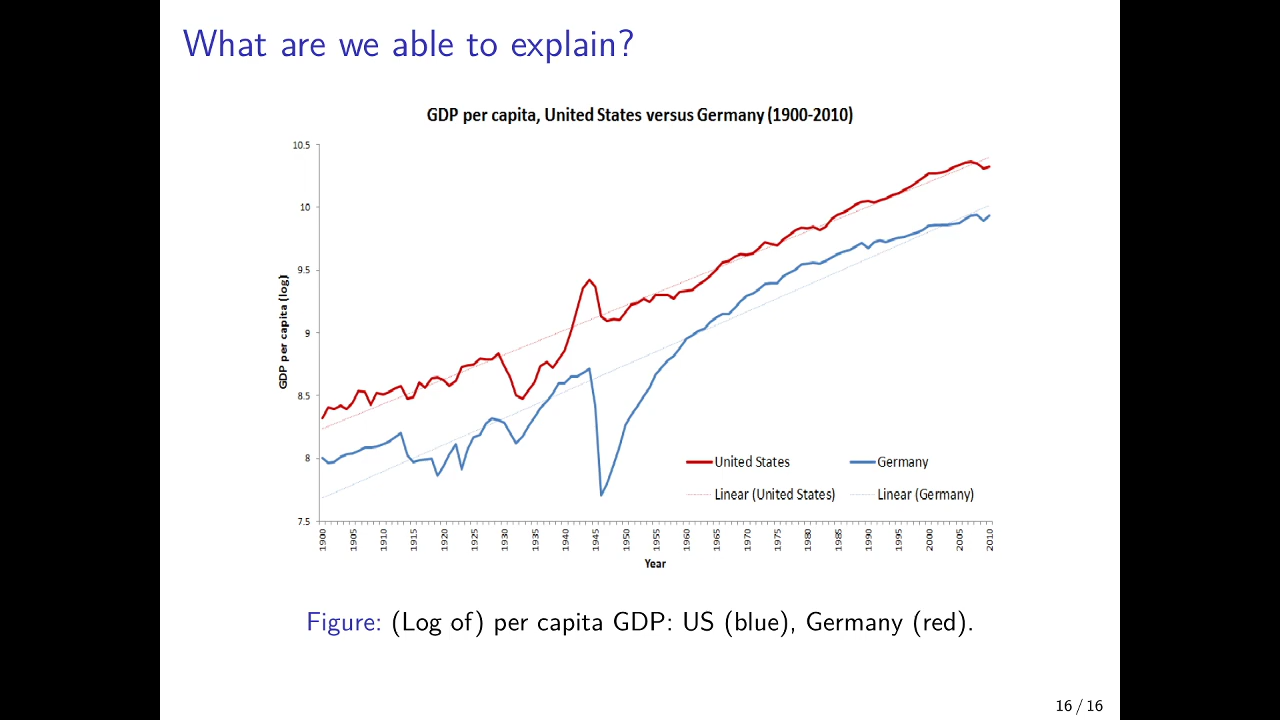 What are we able to explain?
GDP per capita, United States versus Germany (1900-2010)
10.5
10
9.5
9
8.5
8
7.5
GDP per capita (log)
United States
Germany
Linear (United States)
Linear (Germany)
1900 1905 1910 1915 1920 1925 1930 1935 1940 1945 1950 1955 1960 1965 1970 1975 1980 1985 1990 1995 2000 2005 2010
Year
Figure: (Log of) per capita GDP: US (blue), Germany (red).
16 / 16